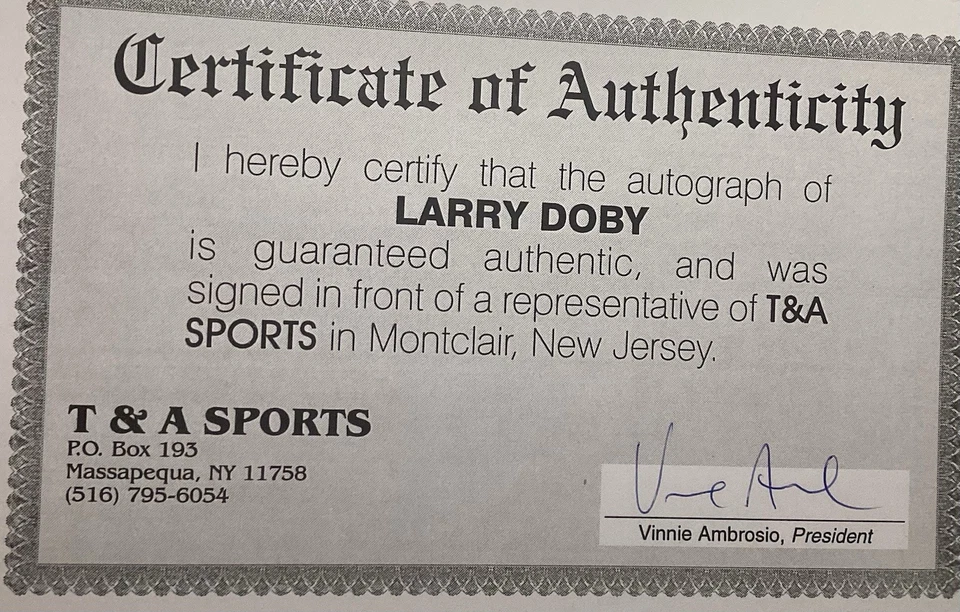 Certificate of Authenticity
I hereby certify that the autograph of
LARRY DOBY
is guaranteed authentic, and was
signed in front of a representative of T&A
SPORTS in Montclair, New Jersey.
T & A SPORTS
P.O. Box 193
Massapequa, NY 11758
(516) 795-6054
Vinnie Ambrosio, President